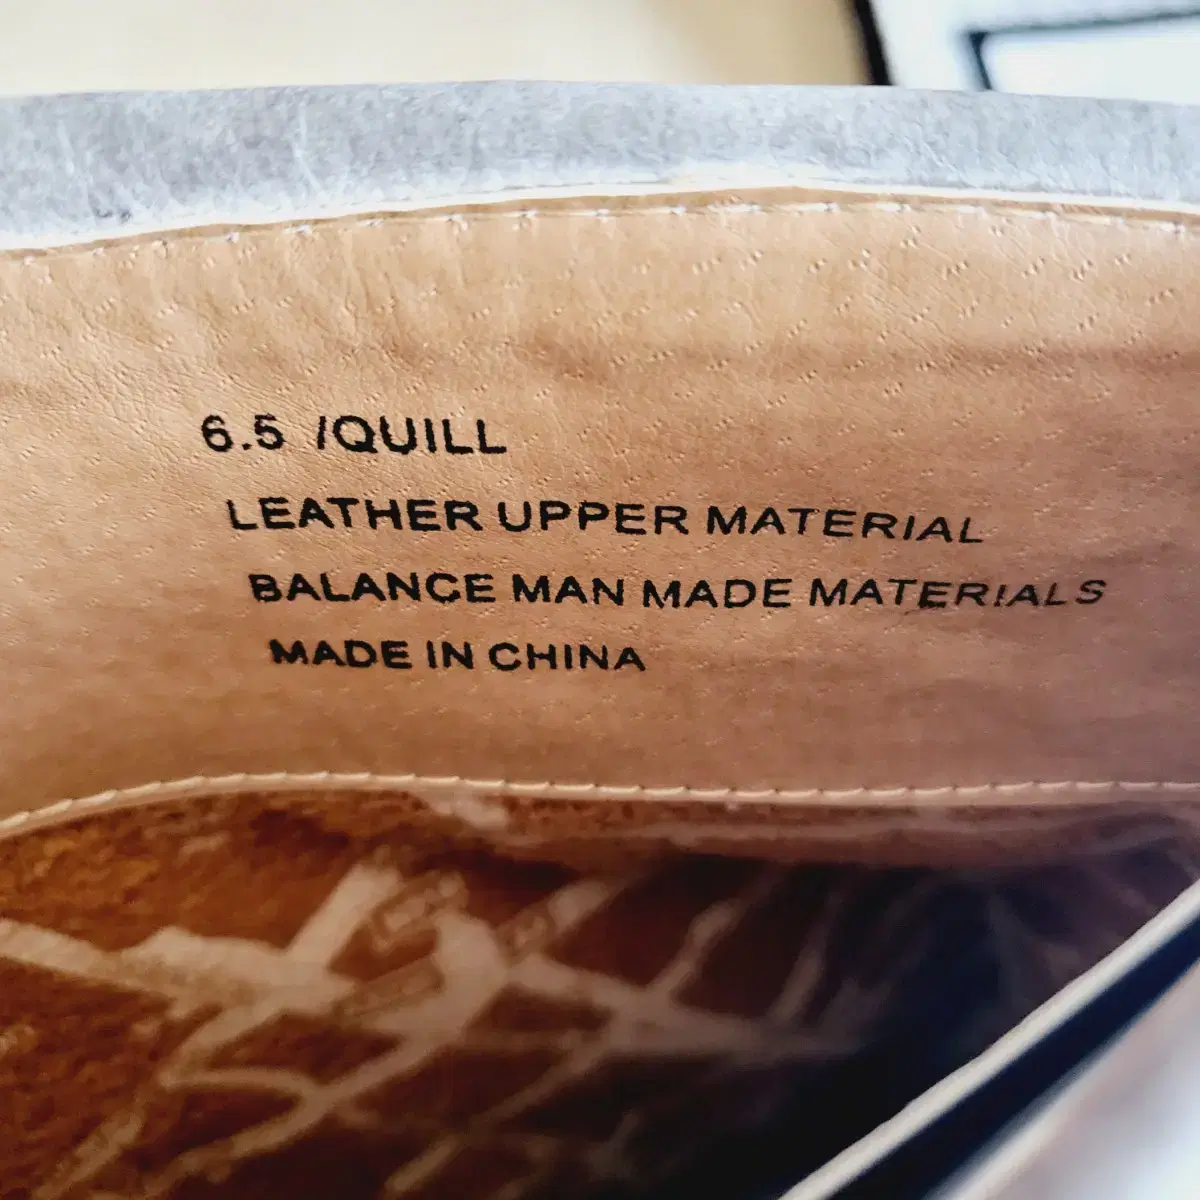 6.5 /QUILL
LEATHER UPPER MATERIAL
BALANCE MAN MADE MATERIALS
MADE IN CHINA